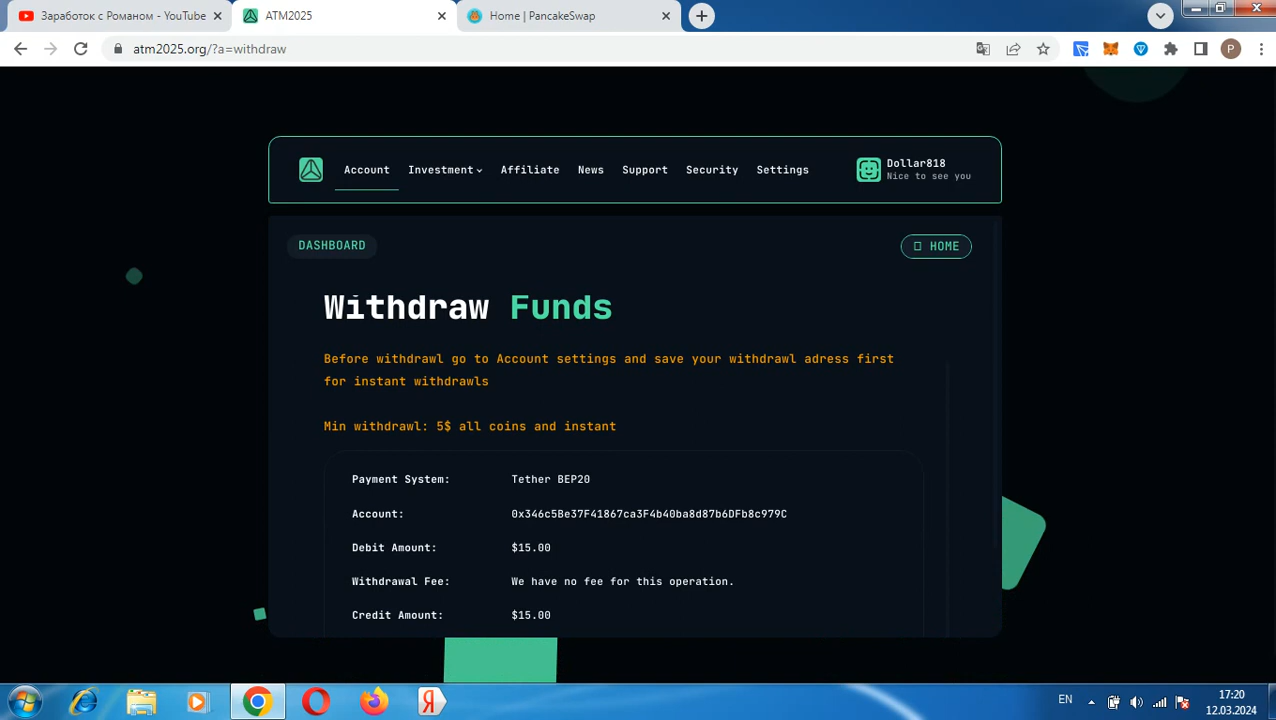 Заработок с Романом - YouTube
ATM2025
Home | PancakeSwap
atm2025.org/?a=withdraw
P
Account
Investment
Affiliate
News
Support
Security
Settings
Dollar818
Nice to see you
DASHBOARD
HOME
Withdraw Funds
Before withdrawl go to Account settings and save your withdrawl adress first
for instant withdrawls
Min withdrawl: 5$ all coins and instant
Payment System: Tether BEP20
Account: 0x346c5Be37F41867ca3F4b40ba8d87b6DFb8c979C
Debit Amount: $15.00
Withdrawal Fee: We have no fee for this operation.
Credit Amount: $15.00
EN
17:20
12.03.2024